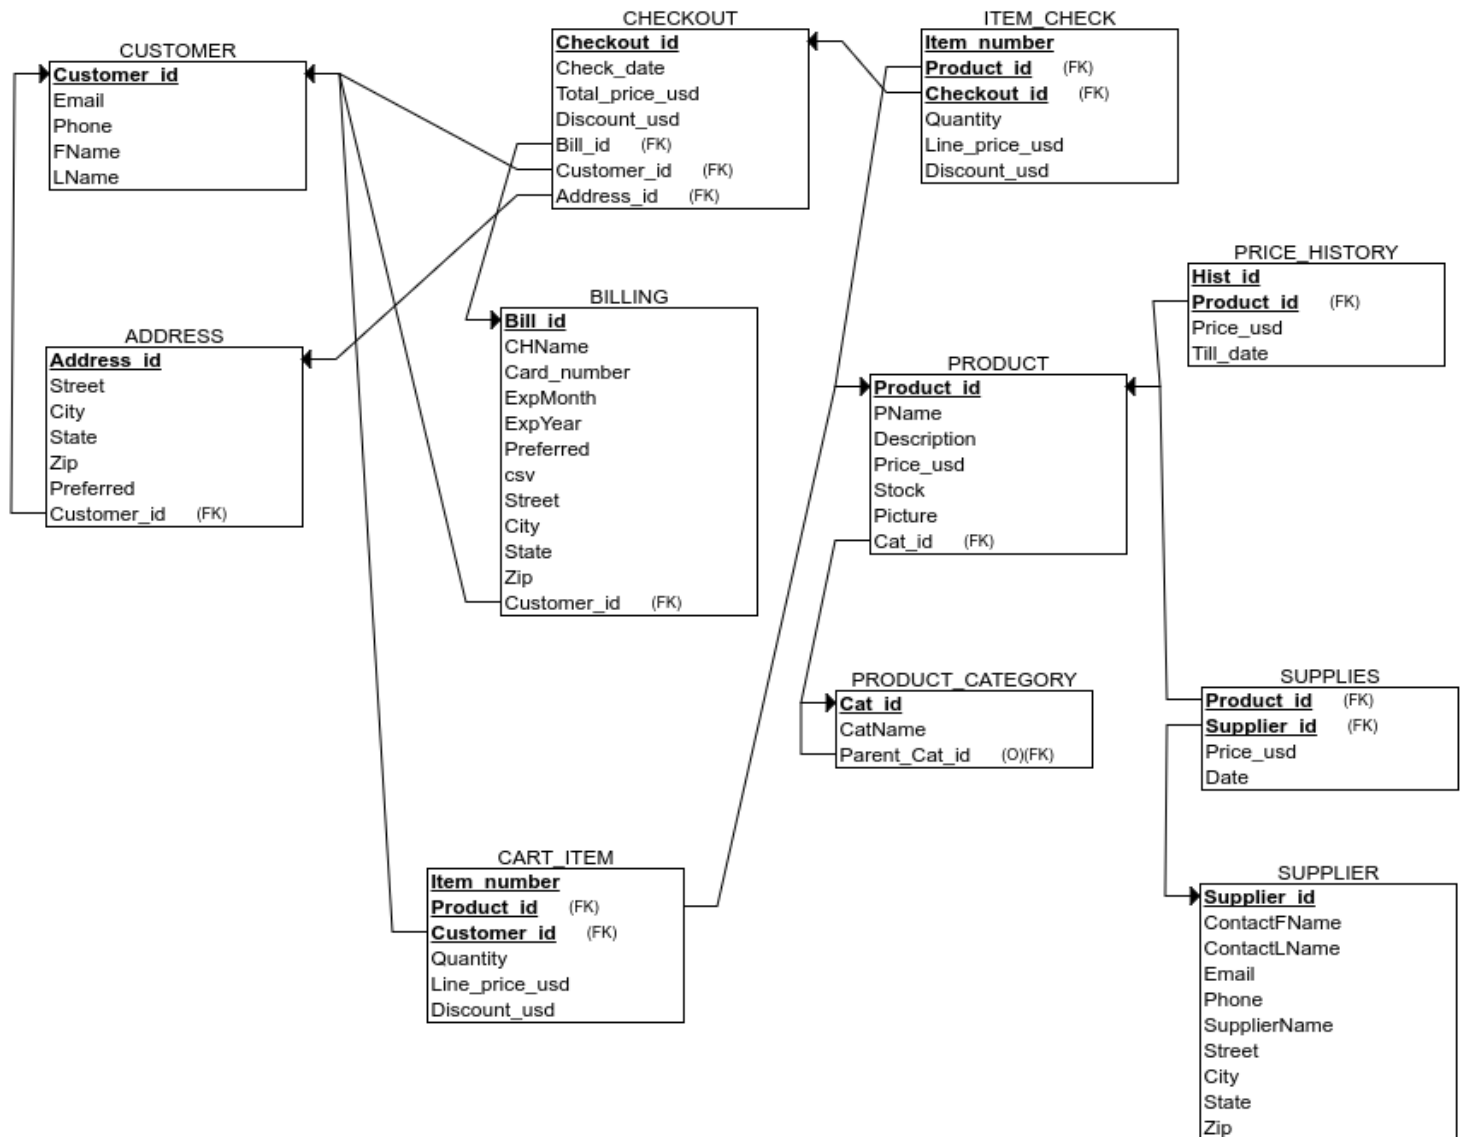 CUSTOMER
Customer_id
Email
Phone
FName
LName
CHECKOUT
Checkout_id
Check_date
Total_price_usd
Discount_usd
Bill_id (FK)
Customer_id (FK)
Address_id (FK)
ITEM_CHECK
Item_number
Product_id (FK)
Checkout_id (FK)
Quantity
Line_price_usd
Discount_usd
ADDRESS
Address_id
Street
City
State
Zip
Preferred
Customer_id (FK)
BILLING
Bill_id
CHName
Card_number
ExpMonth
ExpYear
Preferred
csv
Street
City
State
Zip
Customer_id (FK)
PRICE_HISTORY
Hist_id
Product_id (FK)
Price_usd
Till_date
PRODUCT
Product_id
PName
Description
Price_usd
Stock
Picture
Cat_id (FK)
PRODUCT_CATEGORY
Cat_id
CatName
Parent_Cat_id (O)(FK)
SUPPLIES
Product_id (FK)
Supplier_id (FK)
Price_usd
Date
CART_ITEM
Item_number
Product_id (FK)
Customer_id (FK)
Quantity
Line_price_usd
Discount_usd
SUPPLIER
Supplier_id
ContactFName
ContactLName
Email
Phone
SupplierName
Street
City
State
Zip